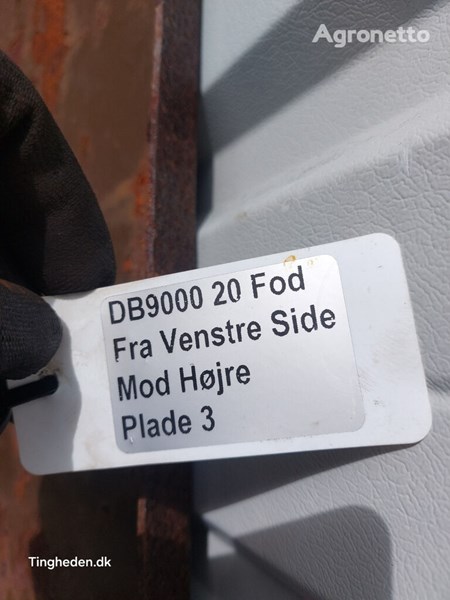 Agronetto
DB9000 20 Fod
Fra Venstre Side
Mod Højre
Plade 3
Tingheden.dk